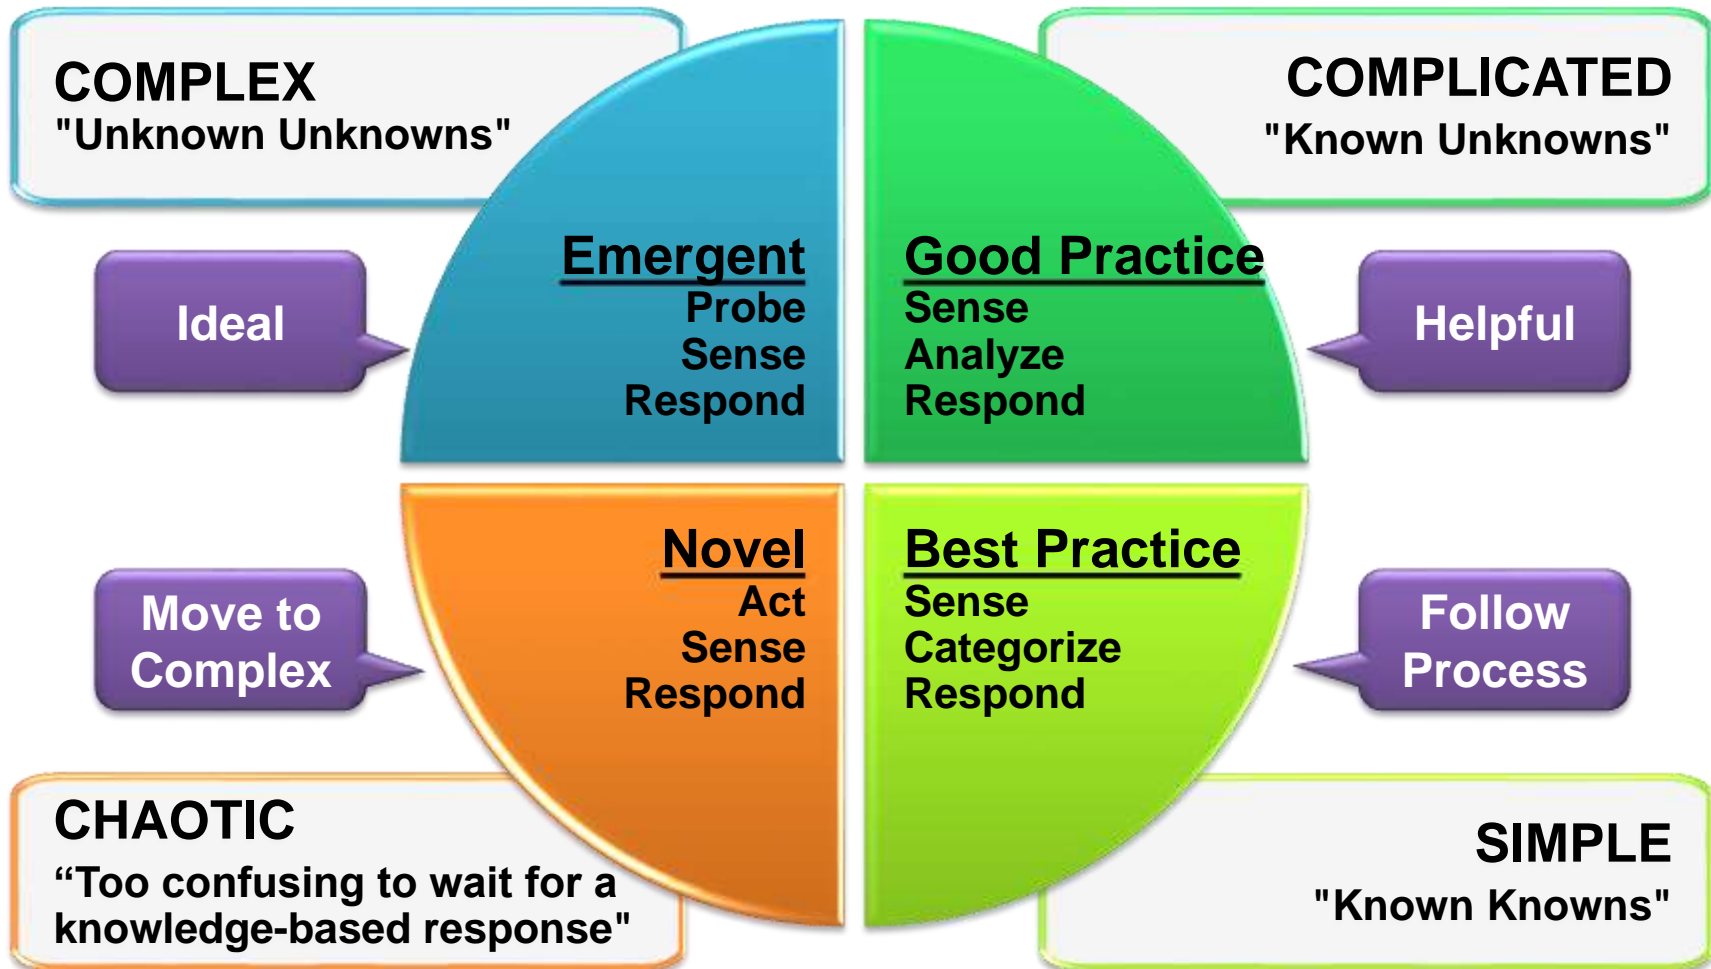 COMPLEX
"Unknown Unknowns"
COMPLICATED
"Known Unknowns"
Ideal
Emergent
Probe
Sense
Respond
Good Practice
Sense
Analyze
Respond
Helpful
Move to
Complex
Novel
Act
Sense
Respond
Best Practice
Sense
Categorize
Respond
Follow
Process
CHAOTIC
“Too confusing to wait for a
knowledge-based response"
SIMPLE
"Known Knowns"